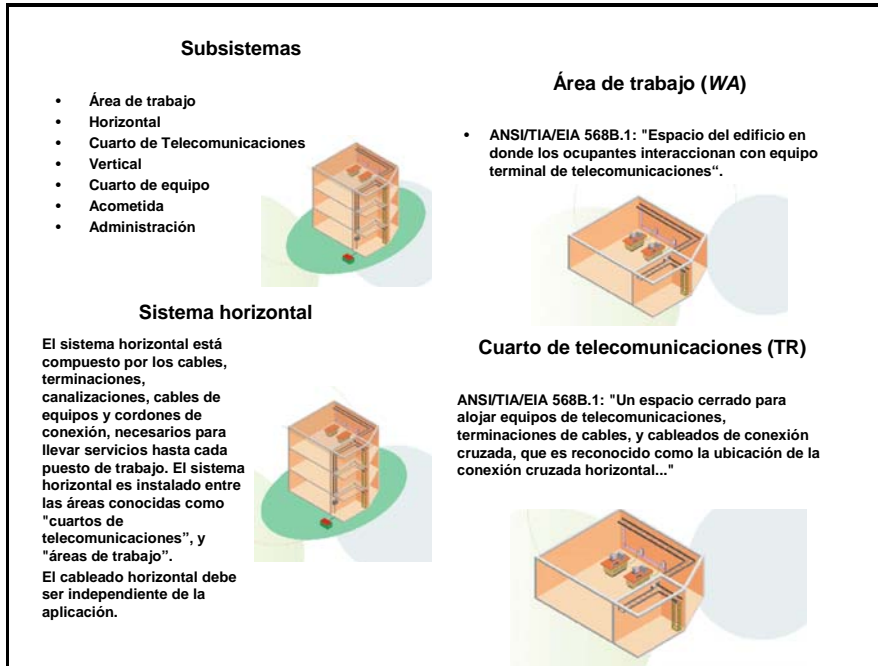 Subsistemas
• Área de trabajo
• Horizontal
• Cuarto de Telecomunicaciones
• Vertical
• Cuarto de equipo
• Acometida
• Administración
Área de trabajo (WA)
• ANSI/TIA/EIA 568B.1: "Espacio del edificio en
donde los ocupantes interaccionan con equipo
terminal de telecomunicaciones“.
Sistema horizontal
El sistema horizontal está
compuesto por los cables,
terminaciones,
canalizaciones, cables de
equipos y cordones de
conexión, necesarios para
llevar servicios hasta cada
puesto de trabajo. El sistema
horizontal es instalado entre
las áreas conocidas como
"cuartos de
telecomunicaciones”, y
"áreas de trabajo”.
El cableado horizontal debe
ser independiente de la
aplicación.
Cuarto de telecomunicaciones (TR)
ANSI/TIA/EIA 568B.1: "Un espacio cerrado para
alojar equipos de telecomunicaciones,
terminaciones de cables, y cableados de conexión
cruzada, que es reconocido como la ubicación de la
conexión cruzada horizontal..."